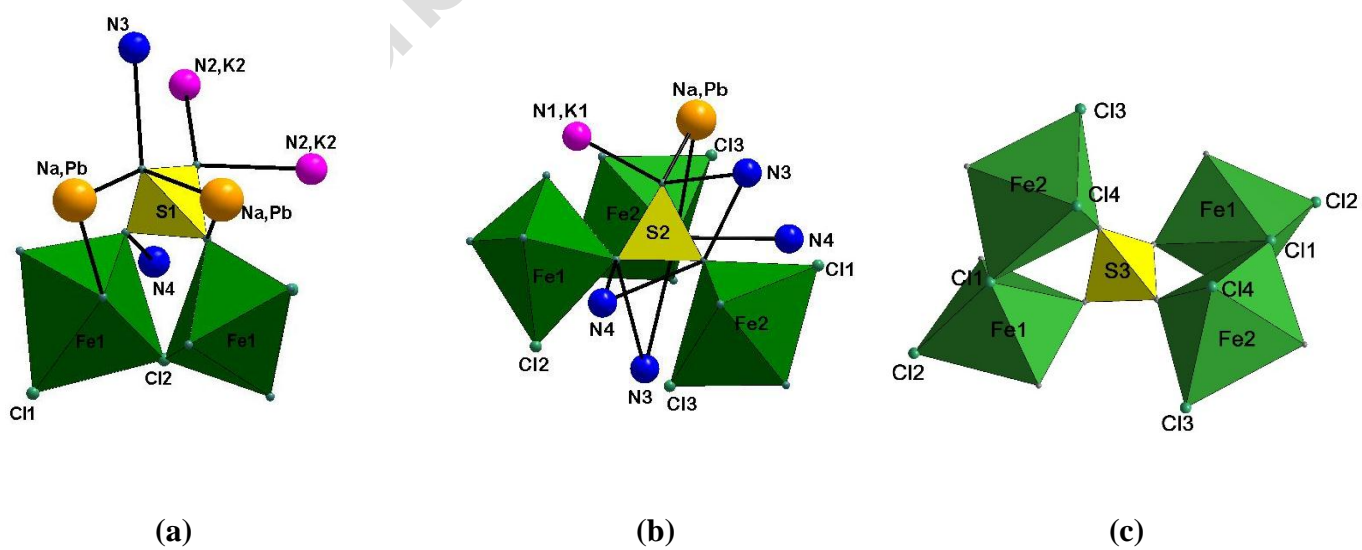 N3
N2,K2
N2,K2
Na,Pb
Na,Pb
S1
N4
Fe1
Fe1
Cl2
Cl1
(a)
Na,Pb
N1,K1
Cl3
N3
Fe2
S2
N4
Fe1
Cl1
N4
Fe2
Cl2
N3
Cl3
(b)
Cl3
Fe2
Cl4
Fe1
Cl2
Cl1
S3
Cl1
Cl4
Fe1
Fe2
Cl2
Cl3
(c)